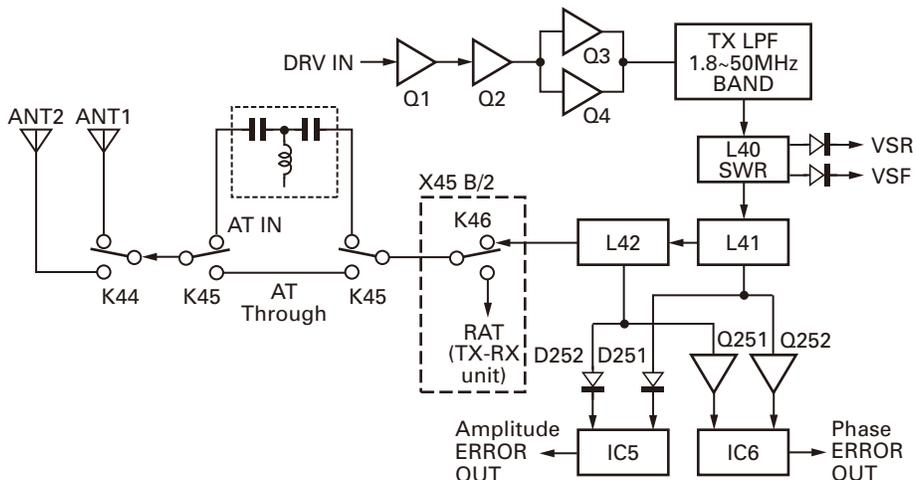 DRV IN
Q1
Q2
Q3
Q4
TX LPF
1.8~50MHz
BAND
ANT2
ANT1
L40
SWR
VSR
VSF
X45 B/2
K46
AT IN
L42
L41
K44
K45
AT
Through
K45
RAT
(TX-RX
unit)
D252
D251
Q251
Q252
Amplitude
ERROR
OUT
IC5
IC6
Phase
ERROR
OUT